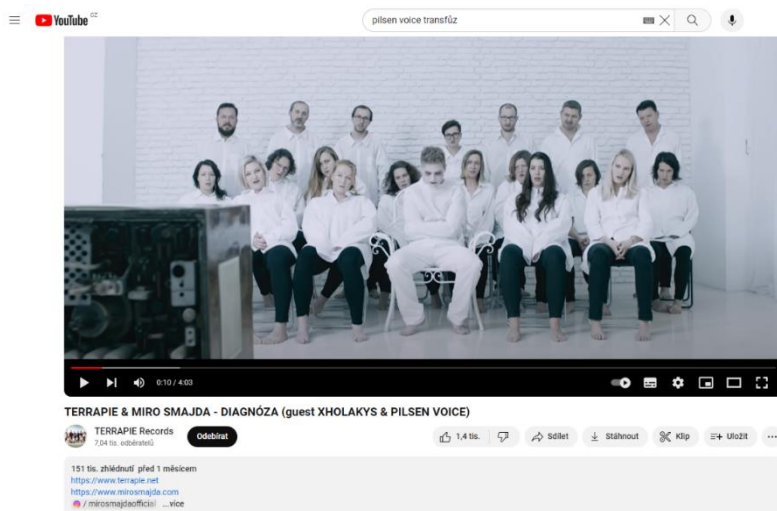 YouTube CZ
pilsen voice transfúz
0:10 / 4:03
TERRAPIE & MIRO SMAJDA - DIAGNÓZA (guest XHOLAKYS & PILSEN VOICE)
TERRAPIE Records
7,04 tis. odběratelů
Odebírat
1,4 tis.
Sdílet
Stáhnout
Klip
Uložit
151 tis. zhlédnutí před 1 měsícem
https://www.terrapie.net
https://www.mirosmajda.com
/ mirosmajdaofficial ...více